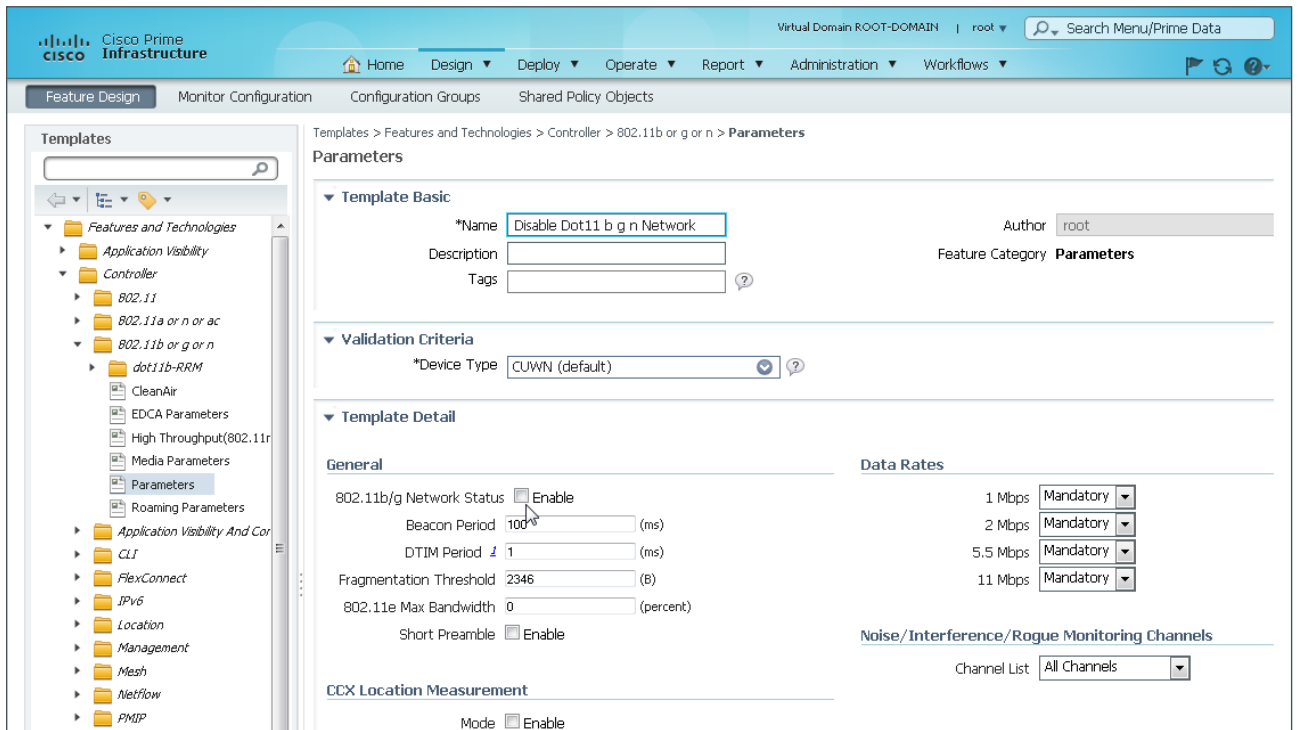 Virtual Domain ROOT-DOMAIN | root Search Menu/Prime Data
cisco Cisco Prime
Infrastructure
Home Design Deploy Operate Report Administration Workflows
Feature Design Monitor Configuration Configuration Groups Shared Policy Objects
Templates
Features and Technologies
Application Visibility
Controller
802.11
802.11a or n or ac
802.11b or g or n
dot11b-RRM
CleanAir
EDCA Parameters
High Throughput(802.11r
Media Parameters
Parameters
Roaming Parameters
Application Visibility And Cor
CLI
FlexConnect
IPv6
Location
Management
Mesh
Netflow
PMIP
Templates > Features and Technologies > Controller > 802.11b or g or n > Parameters
Parameters
Template Basic
*Name Disable Dot11 b g n Network Author root
Description Feature Category Parameters
Tags ?
Validation Criteria
*Device Type CUWN (default) ?
Template Detail
General
802.11b/g Network Status Enable
Beacon Period 100 (ms)
DTIM Period 1 1 (ms)
Fragmentation Threshold 2346 (B)
802.11e Max Bandwidth 0 (percent)
Short Preamble Enable
CCX Location Measurement
Mode Enable
Data Rates
1 Mbps Mandatory
2 Mbps Mandatory
5.5 Mbps Mandatory
11 Mbps Mandatory
Noise/Interference/Rogue Monitoring Channels
Channel List All Channels